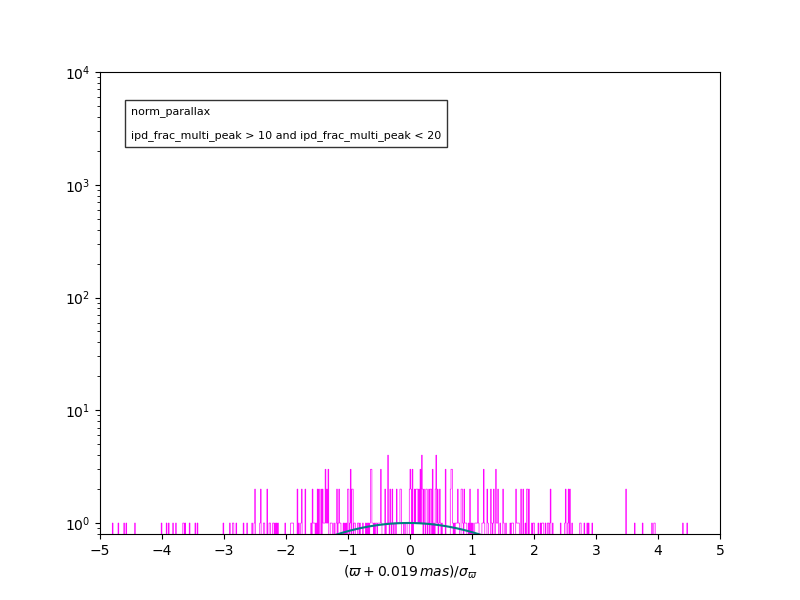 10⁴
norm_parallax
ipd_frac_multi_peak > 10 and ipd_frac_multi_peak < 20
10³
10²
10¹
10⁰
−5 −4 −3 −2 −1 0 1 2 3 4 5
(ϖ + 0.019 mas)/σ_ϖ